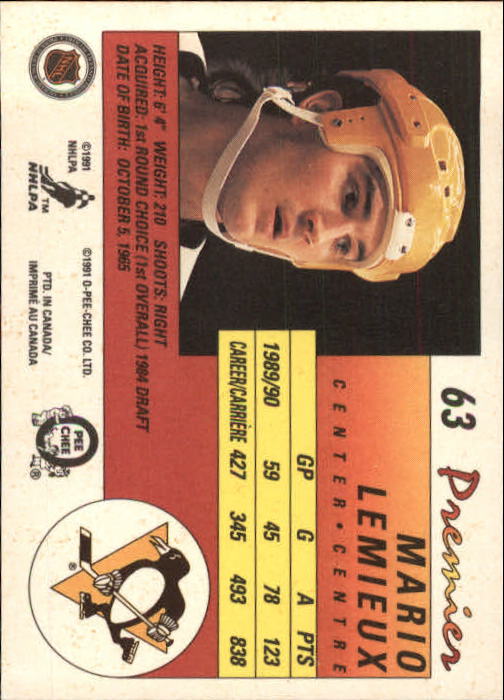 63 Premier
MARIO
LEMIEUX
CENTER • CENTRE
GP G A PTS
1989/90 59 45 78 123
CAREER/CARRIÈRE 427 345 493 838
HEIGHT: 6' 4" WEIGHT: 210 SHOOTS: RIGHT
ACQUIRED: 1st ROUND CHOICE (1st OVERALL) 1984 DRAFT
DATE OF BIRTH: OCTOBER 5, 1965
NHL
©1991
NHLPA
NHLPA™
©1991 O-PEE-CHEE CO. LTD.
PTD. IN CANADA/
IMPRIMÉ AU CANADA
O
PEE
CHEE
®
®